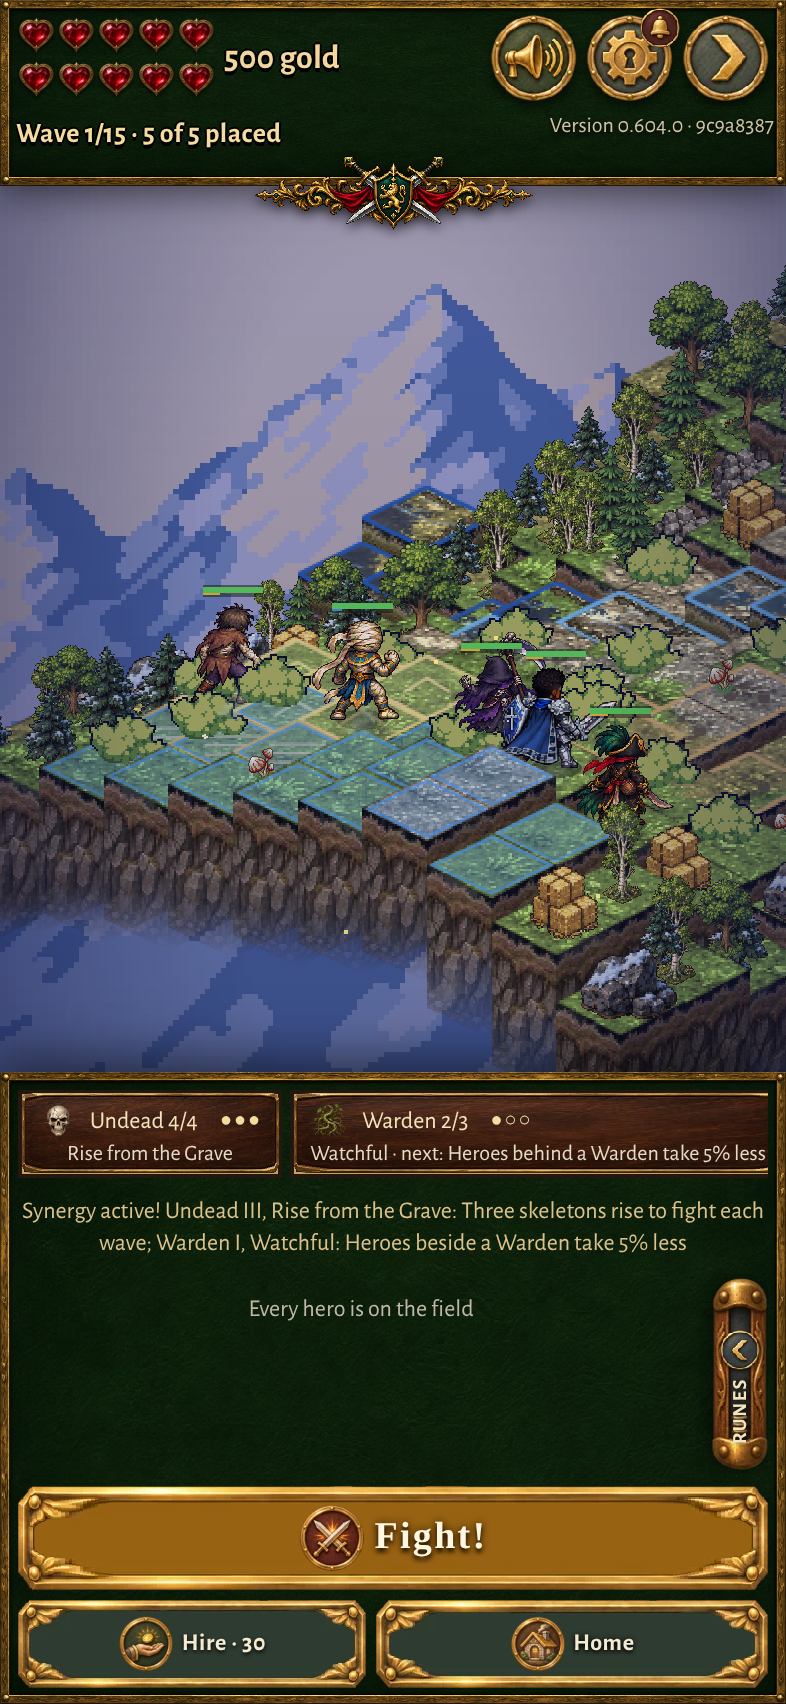 500 gold
Wave 1/15 · 5 of 5 placed
Version 0.604.0 · 9c9a8387
Undead 4/4
Rise from the Grave
Warden 2/3
Watchful · next: Heroes behind a Warden take 5% less
Synergy active! Undead III, Rise from the Grave: Three skeletons rise to fight each
wave; Warden I, Watchful: Heroes beside a Warden take 5% less
Every hero is on the field
RUNES
Fight!
Hire · 30
Home